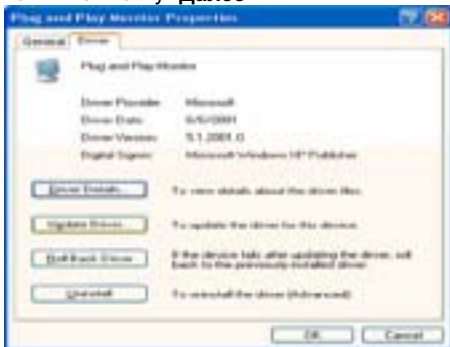 Далее
Plug and Play Monitor Properties
General Driver
Plug and Play Monitor
Driver Provider: Microsoft
Driver Date: 6/6/2001
Driver Version: 5.1.2001.0
Digital Signer: Microsoft Windows XP Publisher
Driver Details... To view details about the driver files.
Update Driver... To update the driver for this device.
Roll Back Driver If the device fails after updating the driver, roll
back to the previously installed driver.
Uninstall To uninstall the driver (Advanced).
OK Cancel